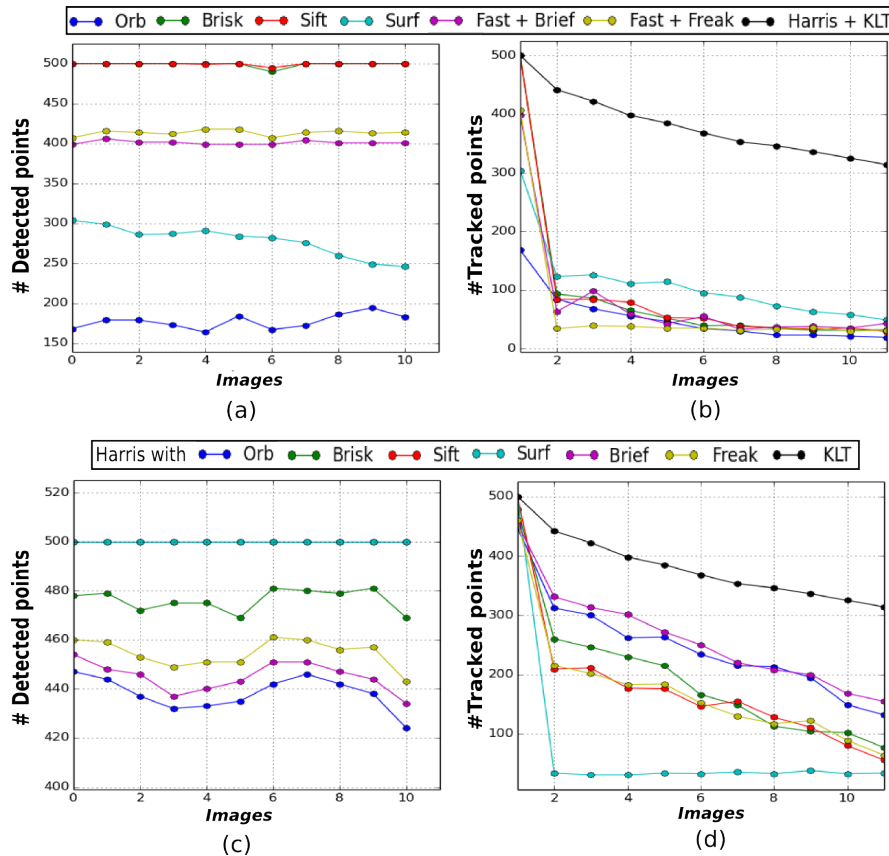 Orb Brisk Sift Surf Fast + Brief Fast + Freak Harris + KLT
500
450
400
350
300
250
200
150
0 2 4 6 8 10
# Detected points
Images
(a)
500
400
300
200
100
0
2 4 6 8 10
#Tracked points
Images
(b)
Harris with Orb Brisk Sift Surf Brief Freak KLT
520
500
480
460
440
420
400
0 2 4 6 8 10
# Detected points
Images
(c)
500
400
300
200
100
2 4 6 8 10
#Tracked points
Images
(d)